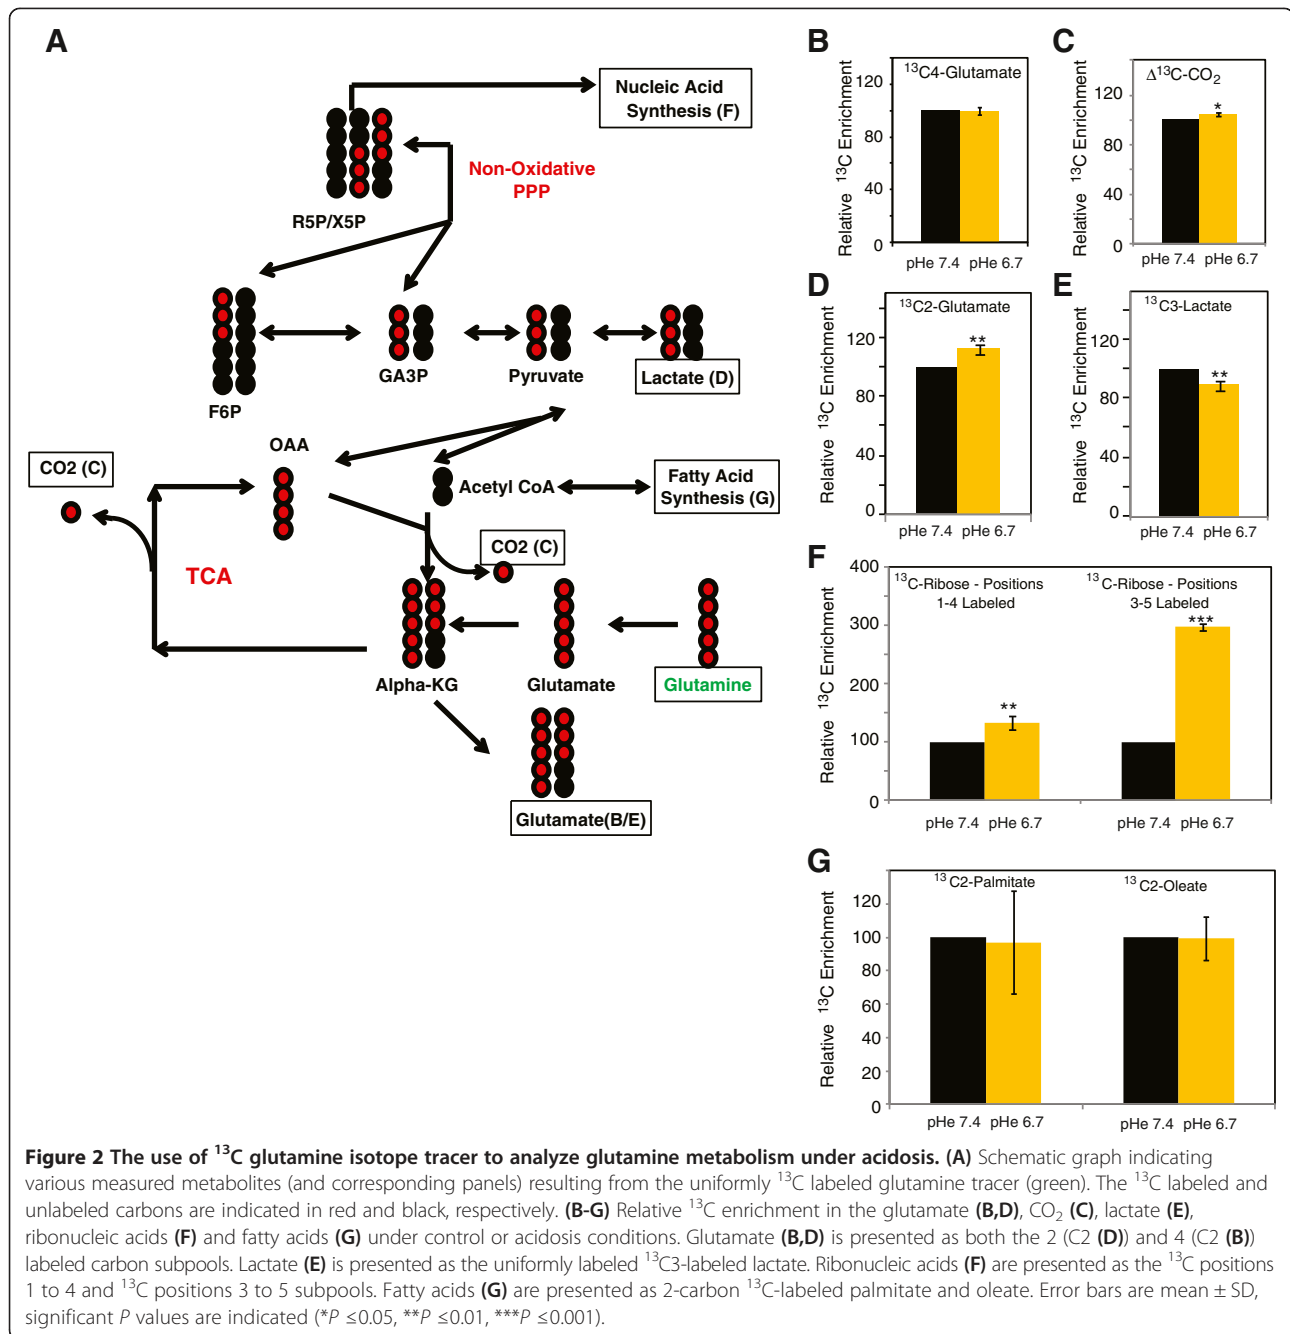 A
Nucleic Acid
Synthesis (F)
Non-Oxidative
PPP
R5P/X5P
F6P
GA3P
Pyruvate
Lactate (D)
OAA
CO2 (C)
Acetyl CoA
Fatty Acid
Synthesis (G)
CO2 (C)
TCA
Alpha-KG
Glutamate
Glutamine
Glutamate(B/E)
B
Relative ¹³C Enrichment
¹³C4-Glutamate
120
80
40
0
pHe 7.4 pHe 6.7
C
Relative ¹³C Enrichment
Δ¹³C-CO₂
*
120
80
40
0
pHe 7.4 pHe 6.7
D
Relative ¹³C Enrichment
¹³C2-Glutamate
**
120
80
40
0
pHe 7.4 pHe 6.7
E
Relative ¹³C Enrichment
¹³C3-Lactate
**
120
80
40
0
pHe 7.4 pHe 6.7
F
Relative ¹³C Enrichment
400
300
200
100
0
¹³C-Ribose - Positions
1-4 Labeled
**
¹³C-Ribose - Positions
3-5 Labeled
***
pHe 7.4 pHe 6.7
pHe 7.4 pHe 6.7
G
Relative ¹³C Enrichment
120
100
80
60
40
20
0
¹³C2-Palmitate
¹³C2-Oleate
pHe 7.4 pHe 6.7
pHe 7.4 pHe 6.7
Figure 2 The use of ¹³C glutamine isotope tracer to analyze glutamine metabolism under acidosis. (A) Schematic graph indicating
various measured metabolites (and corresponding panels) resulting from the uniformly ¹³C labeled glutamine tracer (green). The ¹³C labeled and
unlabeled carbons are indicated in red and black, respectively. (B-G) Relative ¹³C enrichment in the glutamate (B,D), CO₂ (C), lactate (E),
ribonucleic acids (F) and fatty acids (G) under control or acidosis conditions. Glutamate (B,D) is presented as both the 2 (C2 (D)) and 4 (C2 (B))
labeled carbon subpools. Lactate (E) is presented as the uniformly labeled ¹³C3-labeled lactate. Ribonucleic acids (F) are presented as the ¹³C positions
1 to 4 and ¹³C positions 3 to 5 subpools. Fatty acids (G) are presented as 2-carbon ¹³C-labeled palmitate and oleate. Error bars are mean ± SD,
significant P values are indicated (*P ≤0.05, **P ≤0.01, ***P ≤0.001).